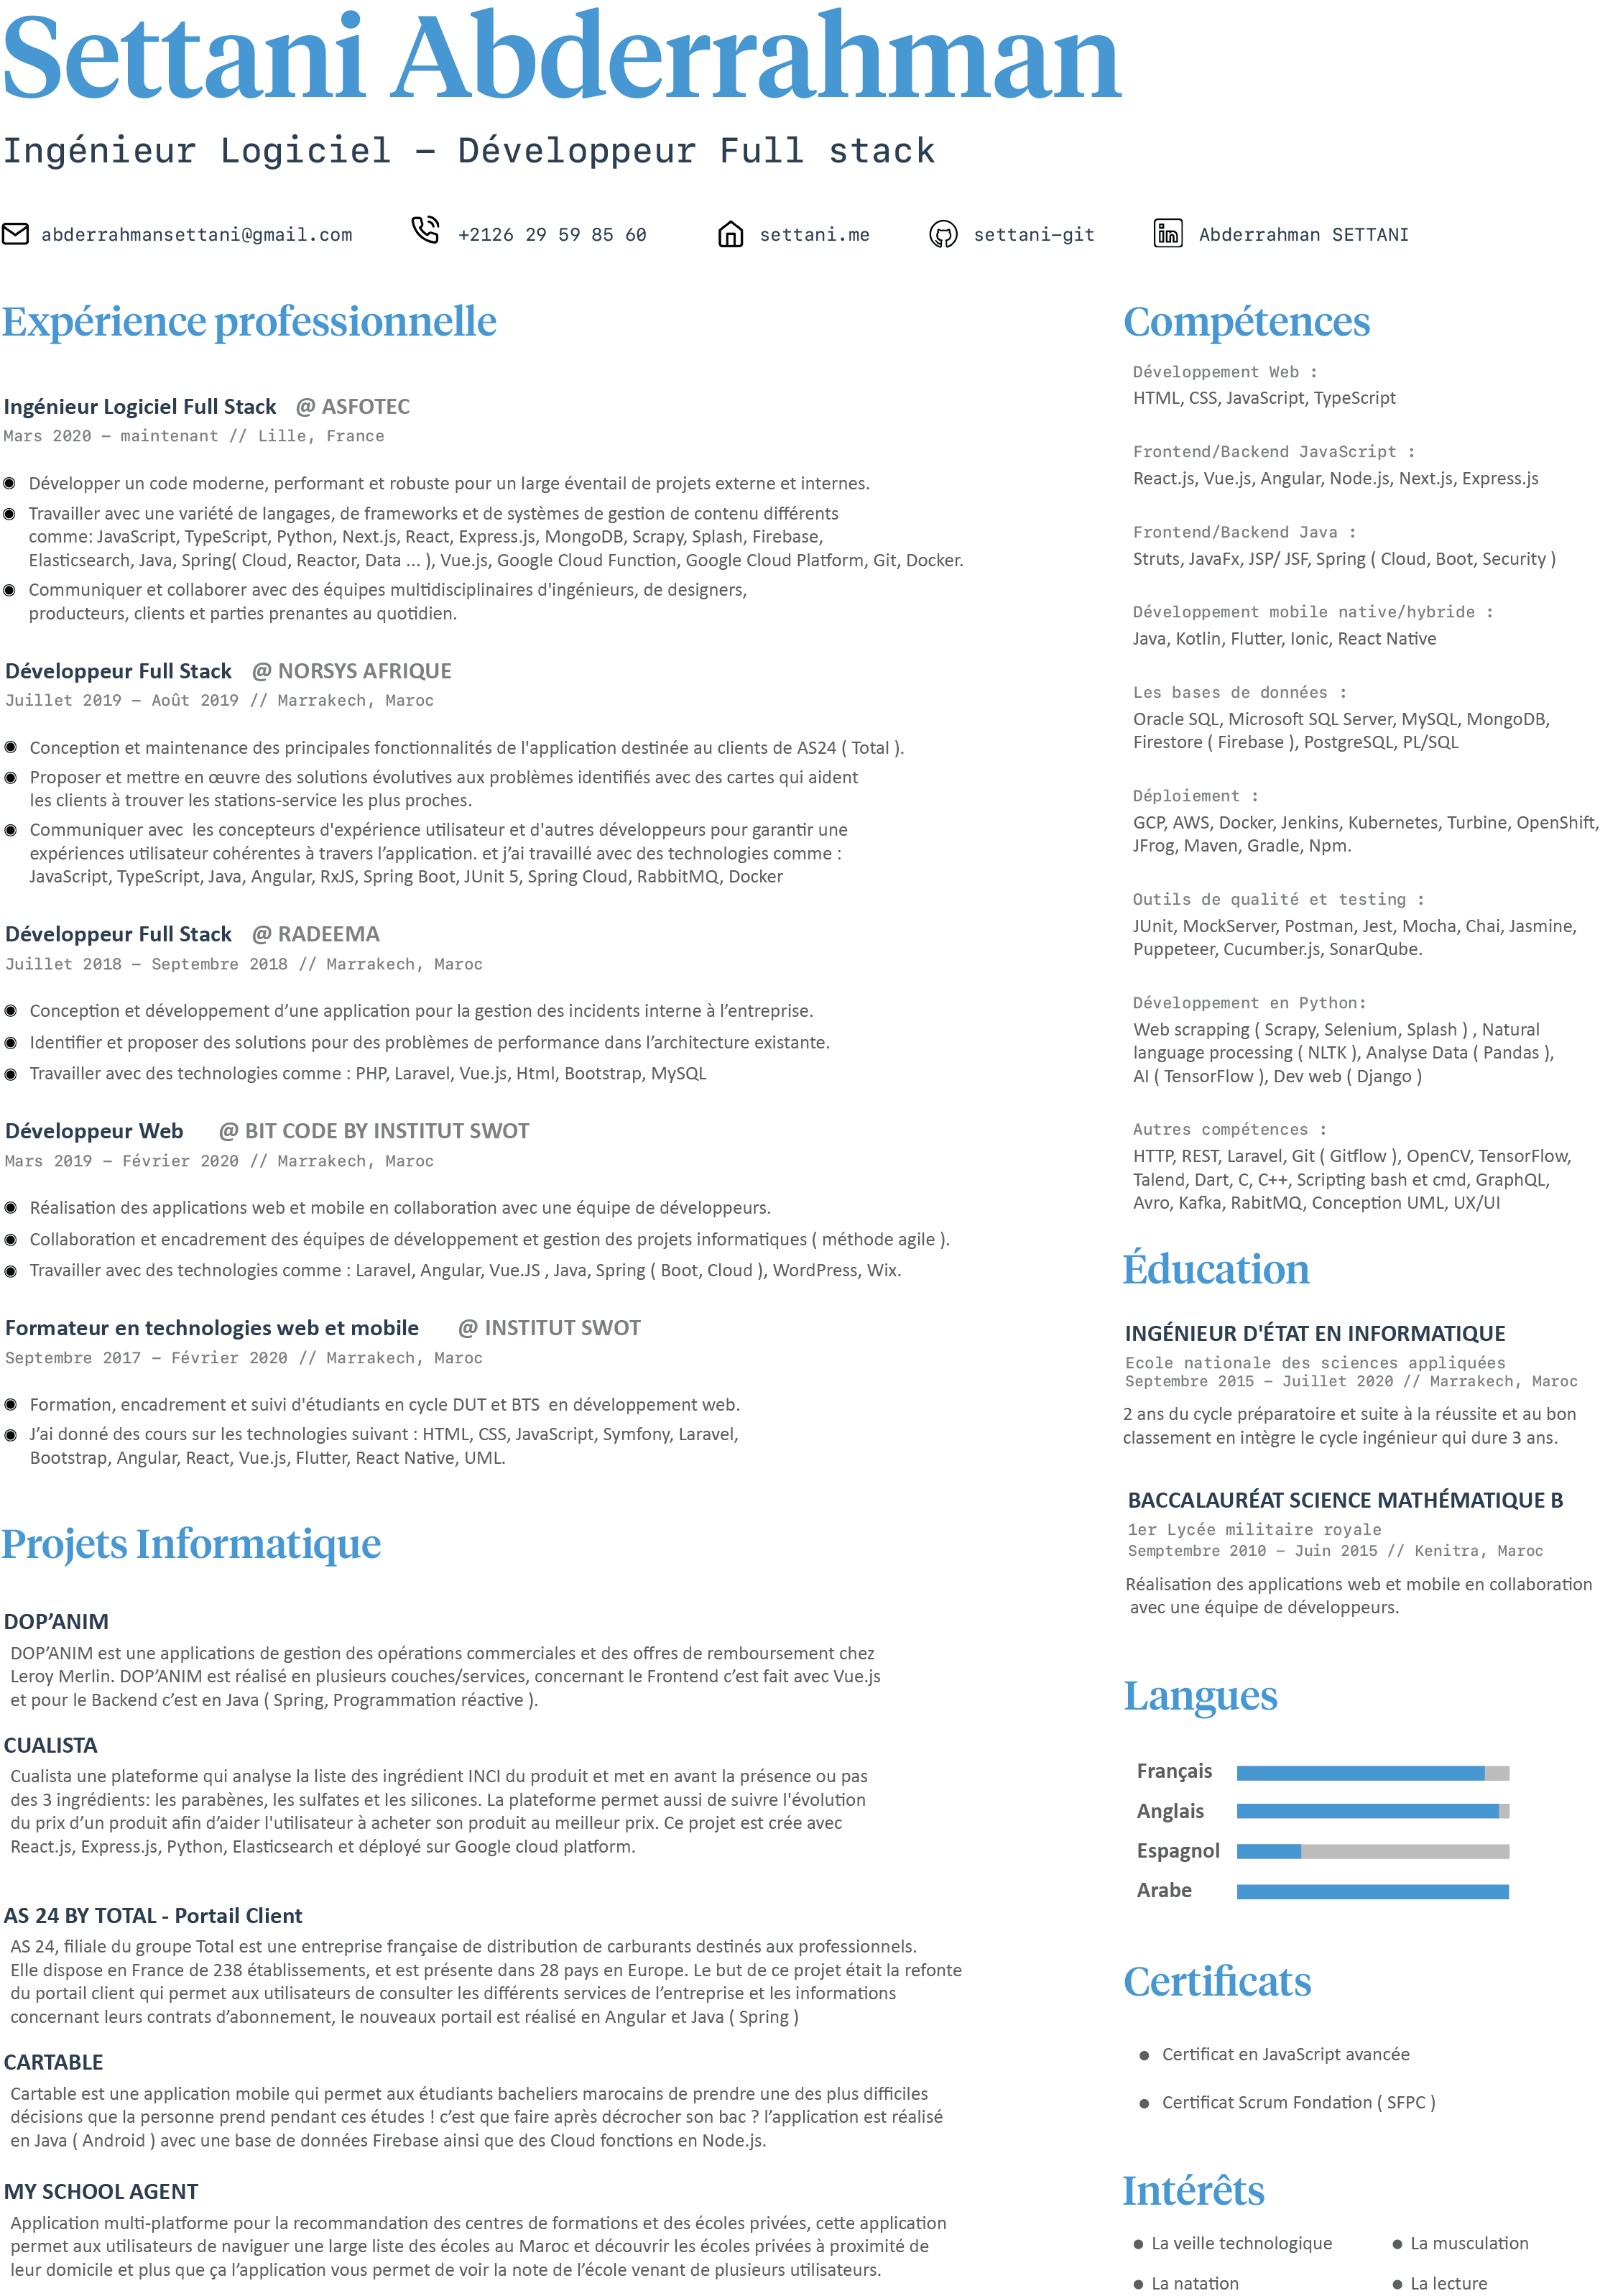 Settani Abderrahman
Ingénieur Logiciel – Développeur Full stack
abderrahmansettani@gmail.com +2126 29 59 85 60 settani.me settani-git Abderrahman SETTANI
Expérience professionnelle
Ingénieur Logiciel Full Stack @ ASFOTEC
Mars 2020 – maintenant // Lille, France
Développer un code moderne, performant et robuste pour un large éventail de projets externe et internes.
Travailler avec une variété de langages, de frameworks et de systèmes de gestion de contenu différents
comme: JavaScript, TypeScript, Python, Next.js, React, Express.js, MongoDB, Scrapy, Splash, Firebase,
Elasticsearch, Java, Spring( Cloud, Reactor, Data ... ), Vue.js, Google Cloud Function, Google Cloud Platform, Git, Docker.
Communiquer et collaborer avec des équipes multidisciplinaires d'ingénieurs, de designers,
producteurs, clients et parties prenantes au quotidien.
Développeur Full Stack @ NORSYS AFRIQUE
Juillet 2019 – Août 2019 // Marrakech, Maroc
Conception et maintenance des principales fonctionnalités de l'application destinée au clients de AS24 ( Total ).
Proposer et mettre en œuvre des solutions évolutives aux problèmes identifiés avec des cartes qui aident
les clients à trouver les stations-service les plus proches.
Communiquer avec les concepteurs d'expérience utilisateur et d'autres développeurs pour garantir une
expériences utilisateur cohérentes à travers l’application. et j’ai travaillé avec des technologies comme :
JavaScript, TypeScript, Java, Angular, RxJS, Spring Boot, JUnit 5, Spring Cloud, RabbitMQ, Docker
Développeur Full Stack @ RADEEMA
Juillet 2018 – Septembre 2018 // Marrakech, Maroc
Conception et développement d’une application pour la gestion des incidents interne à l’entreprise.
Identifier et proposer des solutions pour des problèmes de performance dans l’architecture existante.
Travailler avec des technologies comme : PHP, Laravel, Vue.js, Html, Bootstrap, MySQL
Développeur Web @ BIT CODE BY INSTITUT SWOT
Mars 2019 – Février 2020 // Marrakech, Maroc
Réalisation des applications web et mobile en collaboration avec une équipe de développeurs.
Collaboration et encadrement des équipes de développement et gestion des projets informatiques ( méthode agile ).
Travailler avec des technologies comme : Laravel, Angular, Vue.JS , Java, Spring ( Boot, Cloud ), WordPress, Wix.
Formateur en technologies web et mobile @ INSTITUT SWOT
Septembre 2017 – Février 2020 // Marrakech, Maroc
Formation, encadrement et suivi d'étudiants en cycle DUT et BTS en développement web.
J’ai donné des cours sur les technologies suivant : HTML, CSS, JavaScript, Symfony, Laravel,
Bootstrap, Angular, React, Vue.js, Flutter, React Native, UML.
Projets Informatique
DOP’ANIM
DOP’ANIM est une applications de gestion des opérations commerciales et des offres de remboursement chez
Leroy Merlin. DOP’ANIM est réalisé en plusieurs couches/services, concernant le Frontend c’est fait avec Vue.js
et pour le Backend c’est en Java ( Spring, Programmation réactive ).
CUALISTA
Cualista une plateforme qui analyse la liste des ingrédient INCI du produit et met en avant la présence ou pas
des 3 ingrédients: les parabènes, les sulfates et les silicones. La plateforme permet aussi de suivre l'évolution
du prix d’un produit afin d’aider l'utilisateur à acheter son produit au meilleur prix. Ce projet est crée avec
React.js, Express.js, Python, Elasticsearch et déployé sur Google cloud platform.
AS 24 BY TOTAL - Portail Client
AS 24, filiale du groupe Total est une entreprise française de distribution de carburants destinés aux professionnels.
Elle dispose en France de 238 établissements, et est présente dans 28 pays en Europe. Le but de ce projet était la refonte
du portail client qui permet aux utilisateurs de consulter les différents services de l’entreprise et les informations
concernant leurs contrats d’abonnement, le nouveaux portail est réalisé en Angular et Java ( Spring )
CARTABLE
Cartable est une application mobile qui permet aux étudiants bacheliers marocains de prendre une des plus difficiles
décisions que la personne prend pendant ces études ! c’est que faire après décrocher son bac ? l’application est réalisé
en Java ( Android ) avec une base de données Firebase ainsi que des Cloud fonctions en Node.js.
MY SCHOOL AGENT
Application multi-platforme pour la recommandation des centres de formations et des écoles privées, cette application
permet aux utilisateurs de naviguer une large liste des écoles au Maroc et découvrir les écoles privées à proximité de
leur domicile et plus que ça l’application vous permet de voir la note de l’école venant de plusieurs utilisateurs.
Compétences
Développement Web :
HTML, CSS, JavaScript, TypeScript
Frontend/Backend JavaScript :
React.js, Vue.js, Angular, Node.js, Next.js, Express.js
Frontend/Backend Java :
Struts, JavaFx, JSP/ JSF, Spring ( Cloud, Boot, Security )
Développement mobile native/hybride :
Java, Kotlin, Flutter, Ionic, React Native
Les bases de données :
Oracle SQL, Microsoft SQL Server, MySQL, MongoDB,
Firestore ( Firebase ), PostgreSQL, PL/SQL
Déploiement :
GCP, AWS, Docker, Jenkins, Kubernetes, Turbine, OpenShift,
JFrog, Maven, Gradle, Npm.
Outils de qualité et testing :
JUnit, MockServer, Postman, Jest, Mocha, Chai, Jasmine,
Puppeteer, Cucumber.js, SonarQube.
Développement en Python:
Web scrapping ( Scrapy, Selenium, Splash ) , Natural
language processing ( NLTK ), Analyse Data ( Pandas ),
AI ( TensorFlow ), Dev web ( Django )
Autres compétences :
HTTP, REST, Laravel, Git ( Gitflow ), OpenCV, TensorFlow,
Talend, Dart, C, C++, Scripting bash et cmd, GraphQL,
Avro, Kafka, RabitMQ, Conception UML, UX/UI
Éducation
INGÉNIEUR D'ÉTAT EN INFORMATIQUE
Ecole nationale des sciences appliquées
Septembre 2015 – Juillet 2020 // Marrakech, Maroc
2 ans du cycle préparatoire et suite à la réussite et au bon
classement en intègre le cycle ingénieur qui dure 3 ans.
BACCALAURÉAT SCIENCE MATHÉMATIQUE B
1er Lycée militaire royale
Semptembre 2010 – Juin 2015 // Kenitra, Maroc
Réalisation des applications web et mobile en collaboration
avec une équipe de développeurs.
Langues
Français
Anglais
Espagnol
Arabe
Certificats
Certificat en JavaScript avancée
Certificat Scrum Fondation ( SFPC )
Intérêts
La veille technologique La musculation
La natation La lecture